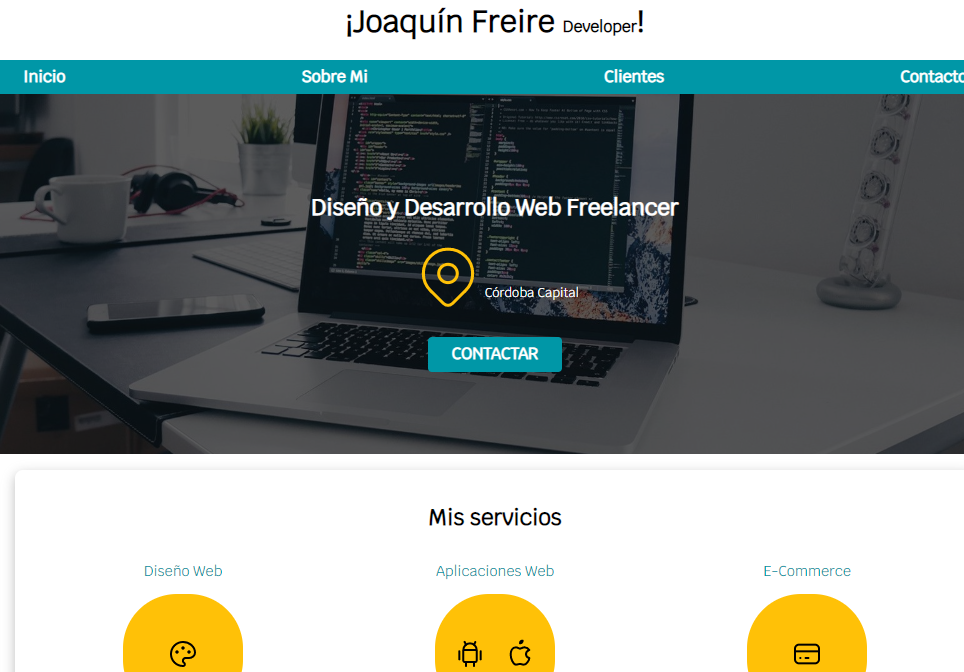 ¡Joaquín Freire Developer!
Inicio Sobre Mi Clientes Contacto
Diseño y Desarrollo Web Freelancer
Córdoba Capital
CONTACTAR
Mis servicios
Diseño Web Aplicaciones Web E-Commerce